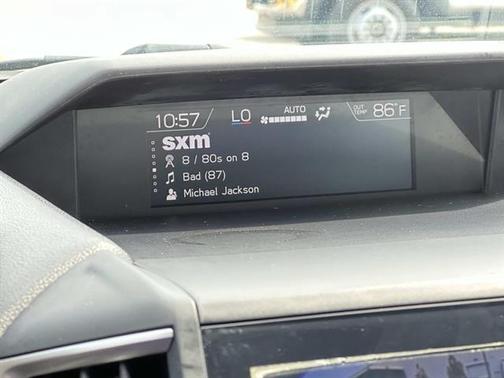 10:57 LO AUTO OUT TEMP 86°F
sxm
8 / 80s on 8
Bad (87)
Michael Jackson